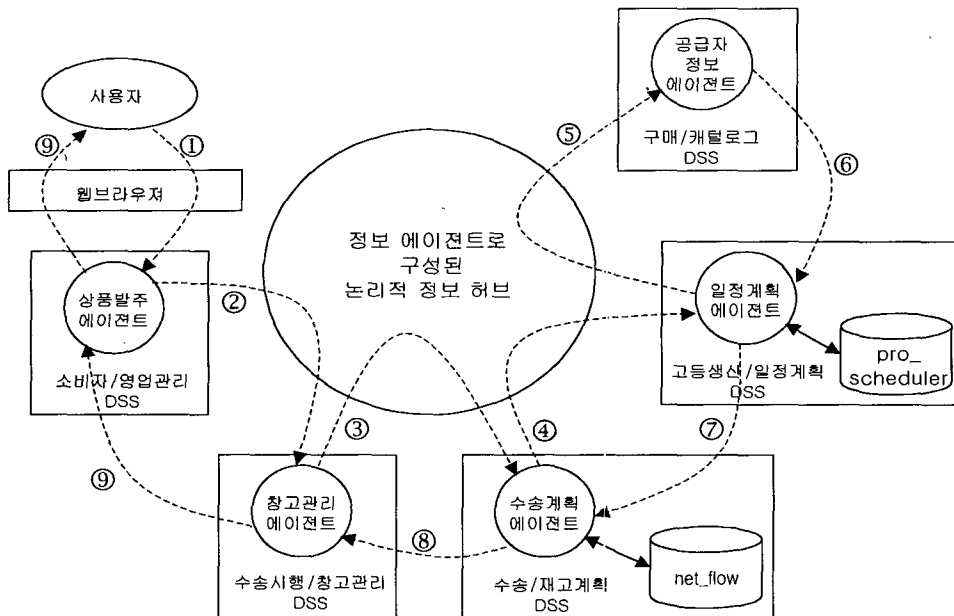 사용자
⑨
①
웹브라우져
상품발주
에이젼트
소비자/영업관리
DSS
②
정보 에이젼트로
구성된
논리적 정보 허브
공급자
정보
에이젼트
구매/캐털로그
DSS
⑤
⑥
일정계획
에이젼트
고등생산/일정계획
DSS
pro_
scheduler
③
④
⑦
⑨
창고관리
에이젼트
수송시행/창고관리
DSS
⑧
수송계획
에이젼트
수송/재고계획
DSS
net_flow